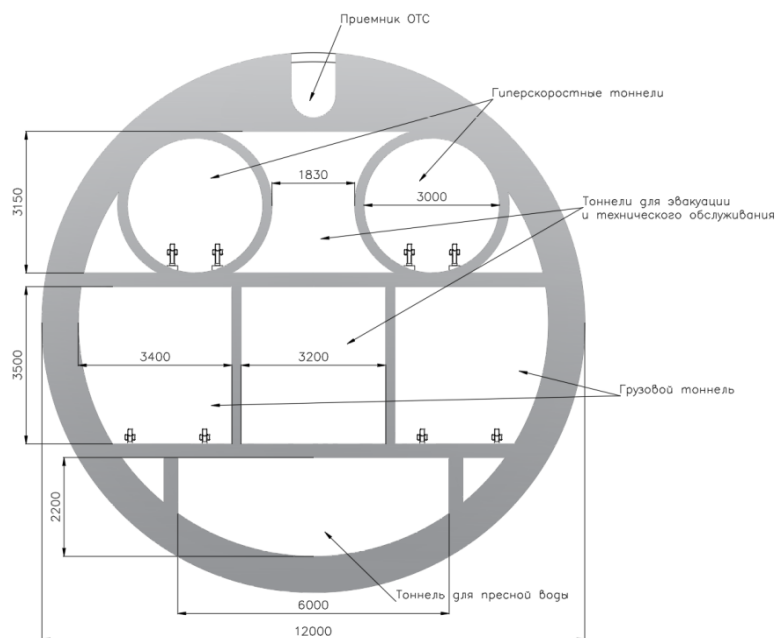 Приемник ОТС
Гиперскоростные тоннели
1830
3000
3150
Тоннели для эвакуации
и технического обслуживания
3500
3400
3200
Грузовой тоннель
2200
Тоннель для пресной воды
6000
12000